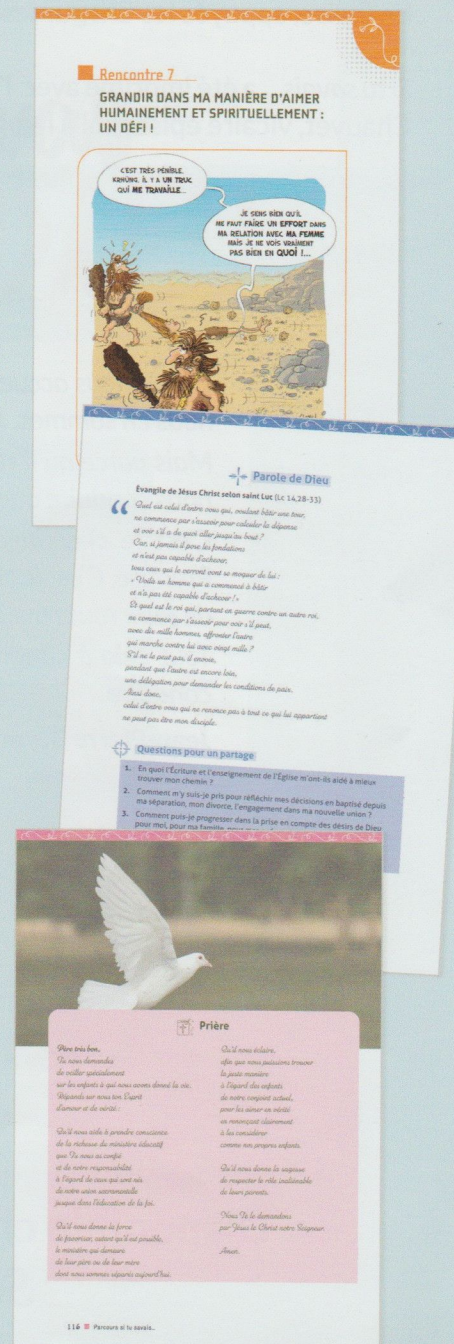 Rencontre 7
GRANDIR DANS MA MANIÈRE D'AIMER
HUMAINEMENT ET SPIRITUELLEMENT :
UN DÉFI !
C'EST TRÈS PÉNIBLE,
KRHÜNG, IL Y A UN TRUC
QUI ME TRAVAILLE...
JE SENS BIEN QU'IL
ME FAUT FAIRE UN EFFORT DANS
MA RELATION AVEC MA FEMME
MAIS JE NE VOIS VRAIMENT
PAS BIEN EN QUOI !...
Parole de Dieu
Évangile de Jésus Christ selon saint Luc (Lc 14,28-33)
“ Quel est celui d'entre vous qui, voulant bâtir une tour,
ne commence par s'asseoir pour calculer la dépense
et voir s'il a de quoi aller jusqu'au bout ?
Car, si jamais il pose les fondations
et n'est pas capable d'achever,
tous ceux qui le verront vont se moquer de lui :
« Voilà un homme qui a commencé à bâtir
et n'a pas été capable d'achever ! »
Et quel est le roi qui, partant en guerre contre un autre roi,
ne commence par s'asseoir pour voir s'il peut,
avec dix mille hommes, affronter l'autre
qui marche contre lui avec vingt mille ?
S'il ne le peut pas, il envoie,
pendant que l'autre est encore loin,
une délégation pour demander les conditions de paix.
Ainsi donc,
celui d'entre vous qui ne renonce pas à tout ce qui lui appartient
ne peut pas être mon disciple.
Questions pour un partage
1. En quoi l'Écriture et l'enseignement de l'Église m'ont-ils aidé à mieux
trouver mon chemin ?
2. Comment m'y suis-je pris pour réfléchir mes décisions en baptisé depuis
ma séparation, mon divorce, l'engagement dans ma nouvelle union ?
3. Comment puis-je progresser dans la prise en compte des désirs de Dieu
pour moi, pour ma famille,
Prière
Père très bon,
Tu nous demandes
de veiller spécialement
sur les enfants à qui nous avons donné la vie.
Répands sur nous ton Esprit
d'amour et de vérité :
Qu'il nous aide à prendre conscience
de la richesse du ministère éducatif
que Tu nous as confié
et de notre responsabilité
à l'égard de ceux qui sont nés
de notre union sacramentelle
jusque dans l'éducation de la foi.
Qu'il nous donne la force
de favoriser, autant qu'il est possible,
le ministère qui demeure
de leur père ou de leur mère
dont nous sommes séparés aujourd'hui.
Qu'il nous éclaire,
afin que nous puissions trouver
la juste manière
à l'égard des enfants
de notre conjoint actuel,
pour les aimer en vérité
en renonçant clairement
à les considérer
comme nos propres enfants.
Qu'il nous donne la sagesse
de respecter le rôle inaliénable
de leurs parents.
Nous Te le demandons
par Jésus le Christ notre Seigneur.
Amen.
116 Parcours si tu savais...